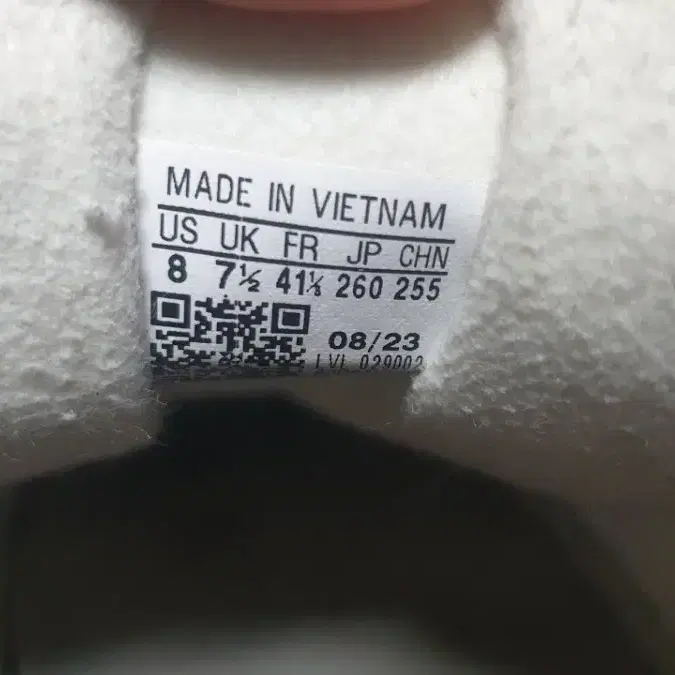 MADE IN VIETNAM
US UK FR JP CHN
8 7½ 41⅓ 260 255
08/23
LVL 029002